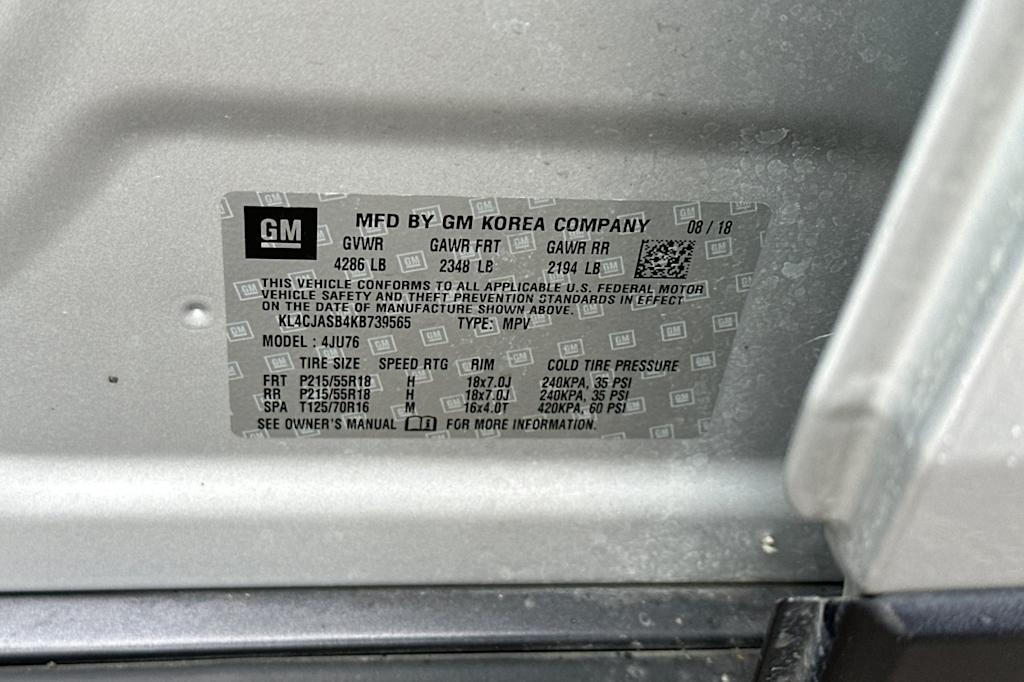 GM MFD BY GM KOREA COMPANY 08 / 18
GVWR GAWR FRT GAWR RR
4286 LB 2348 LB 2194 LB
THIS VEHICLE CONFORMS TO ALL APPLICABLE U.S. FEDERAL MOTOR
VEHICLE SAFETY AND THEFT PREVENTION STANDARDS IN EFFECT
ON THE DATE OF MANUFACTURE SHOWN ABOVE.
KL4CJASB4KB739565 TYPE: MPV
MODEL : 4JU76
TIRE SIZE SPEED RTG RIM COLD TIRE PRESSURE
FRT P215/55R18 H 18x7.0J 240KPA, 35 PSI
RR P215/55R18 H 18x7.0J 240KPA, 35 PSI
SPA T125/70R16 M 16x4.0T 420KPA, 60 PSI
SEE OWNER'S MANUAL FOR MORE INFORMATION.